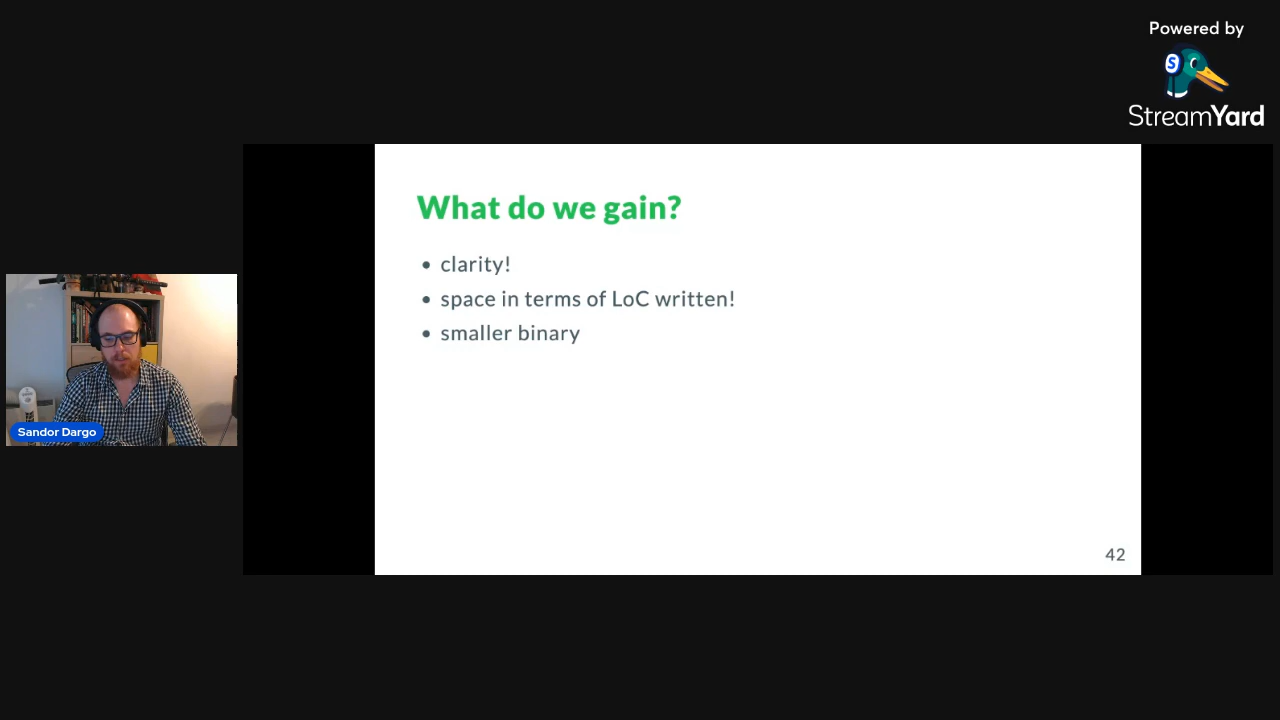 Powered by
S
StreamYard
What do we gain?
• clarity!
• space in terms of LoC written!
• smaller binary
Sandor Dargo
42